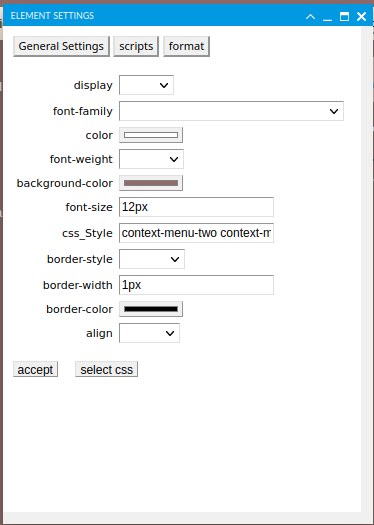 ELEMENT SETTINGS
General Settings scripts format
display
font-family
color
font-weight
background-color
font-size 12px
css_Style context-menu-two context-m
border-style
border-width 1px
border-color
align
accept select css